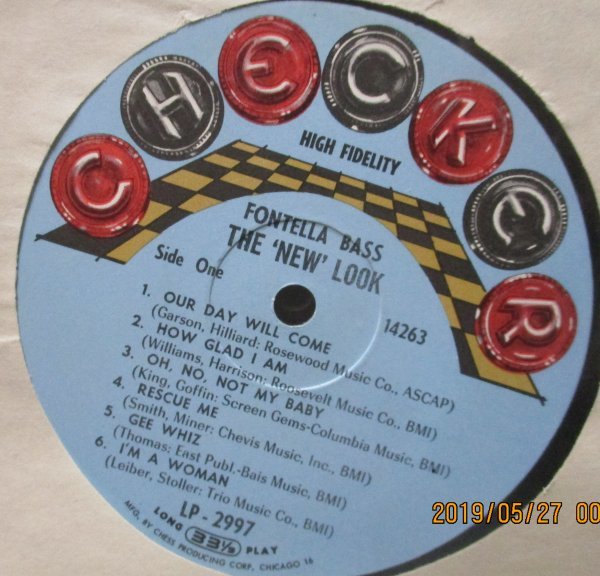 CHECKER
HIGH FIDELITY
FONTELLA BASS
THE 'NEW' LOOK
Side One
14263
1. OUR DAY WILL COME
(Garson, Hilliard: Rosewood Music Co., ASCAP)
2. HOW GLAD I AM
(Williams, Harrison: Roosevelt Music Co., BMI)
3. OH, NO, NOT MY BABY
(King, Goffin: Screen Gems-Columbia Music, BMI)
4. RESCUE ME
(Smith, Miner: Chevis Music, Inc., BMI)
5. GEE WHIZ
(Thomas: East Publ.-Bais Music, BMI)
6. I'M A WOMAN
(Leiber, Stoller: Trio Music Co., BMI)
LP - 2997
LONG 33⅓ PLAY
MFG. BY CHESS PRODUCING CORP., CHICAGO 16
2019/05/27 00